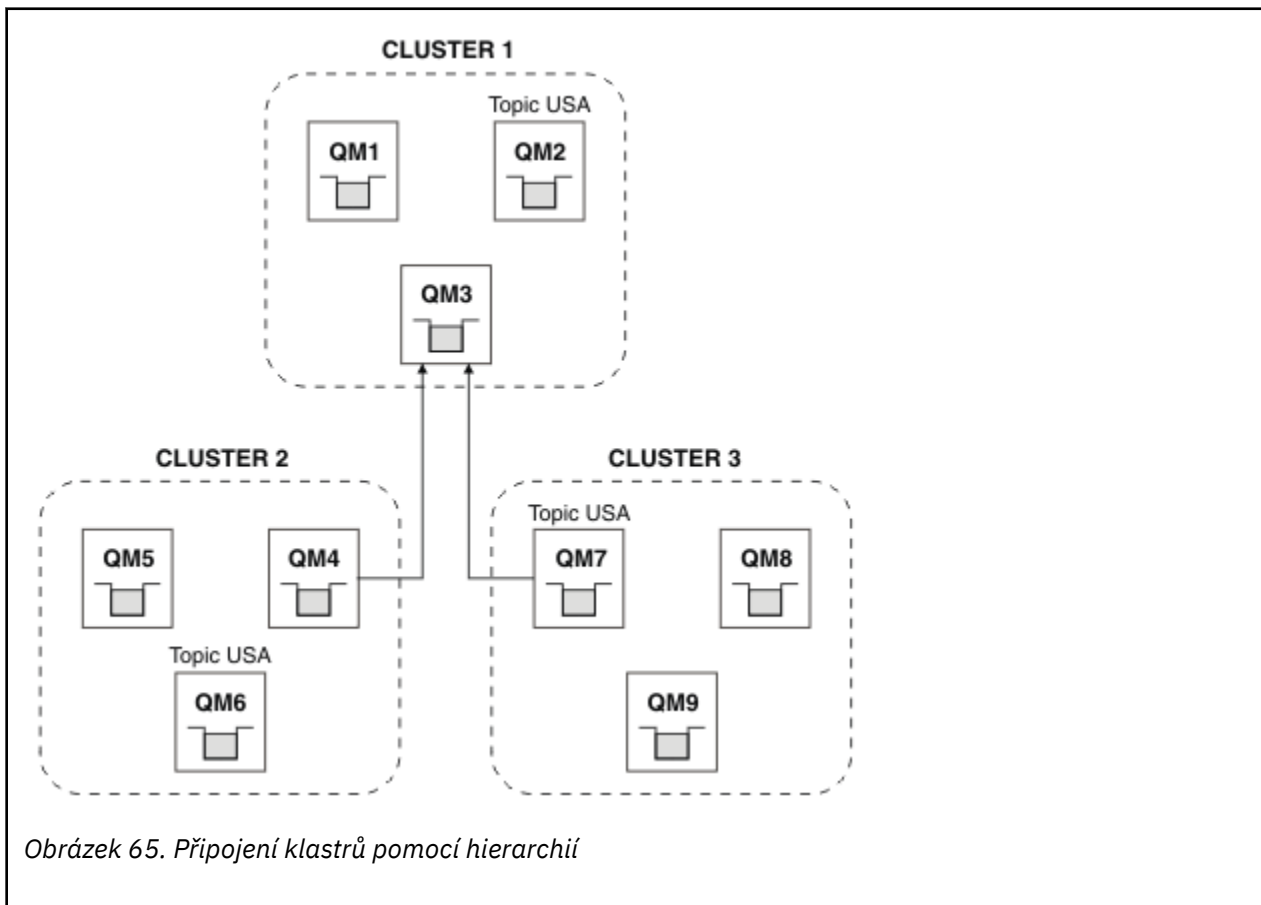 CLUSTER 1
Topic USA
QM1
QM2
QM3
CLUSTER 2
CLUSTER 3
Topic USA
QM5
QM4
QM7
QM8
Topic USA
QM6
QM9
Obrázek 65. Připojení klastrů pomocí hierarchií